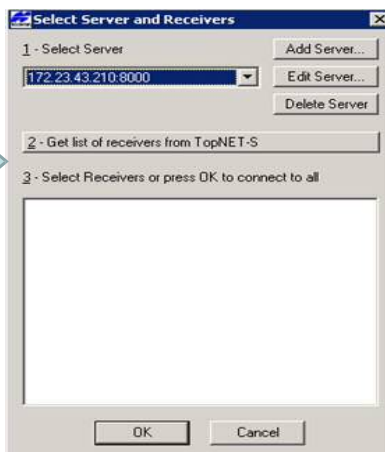 Select Server and Receivers
1 - Select Server
Add Server...
172.23.43.210:8000
Edit Server...
Delete Server
2 - Get list of receivers from TopNET-S
3 - Select Receivers or press OK to connect to all
OK
Cancel